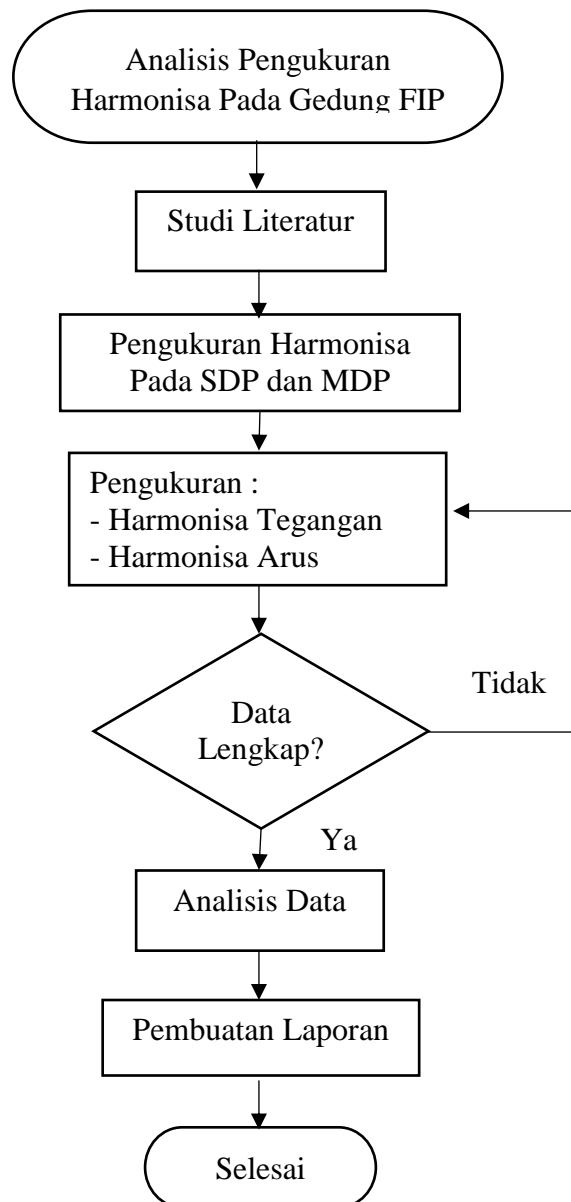 Analisis Pengukuran
Harmonisa Pada Gedung FIP
Studi Literatur
Pengukuran Harmonisa
Pada SDP dan MDP
Pengukuran :
- Harmonisa Tegangan
- Harmonisa Arus
Tidak
Data
Lengkap?
Ya
Analisis Data
Pembuatan Laporan
Selesai